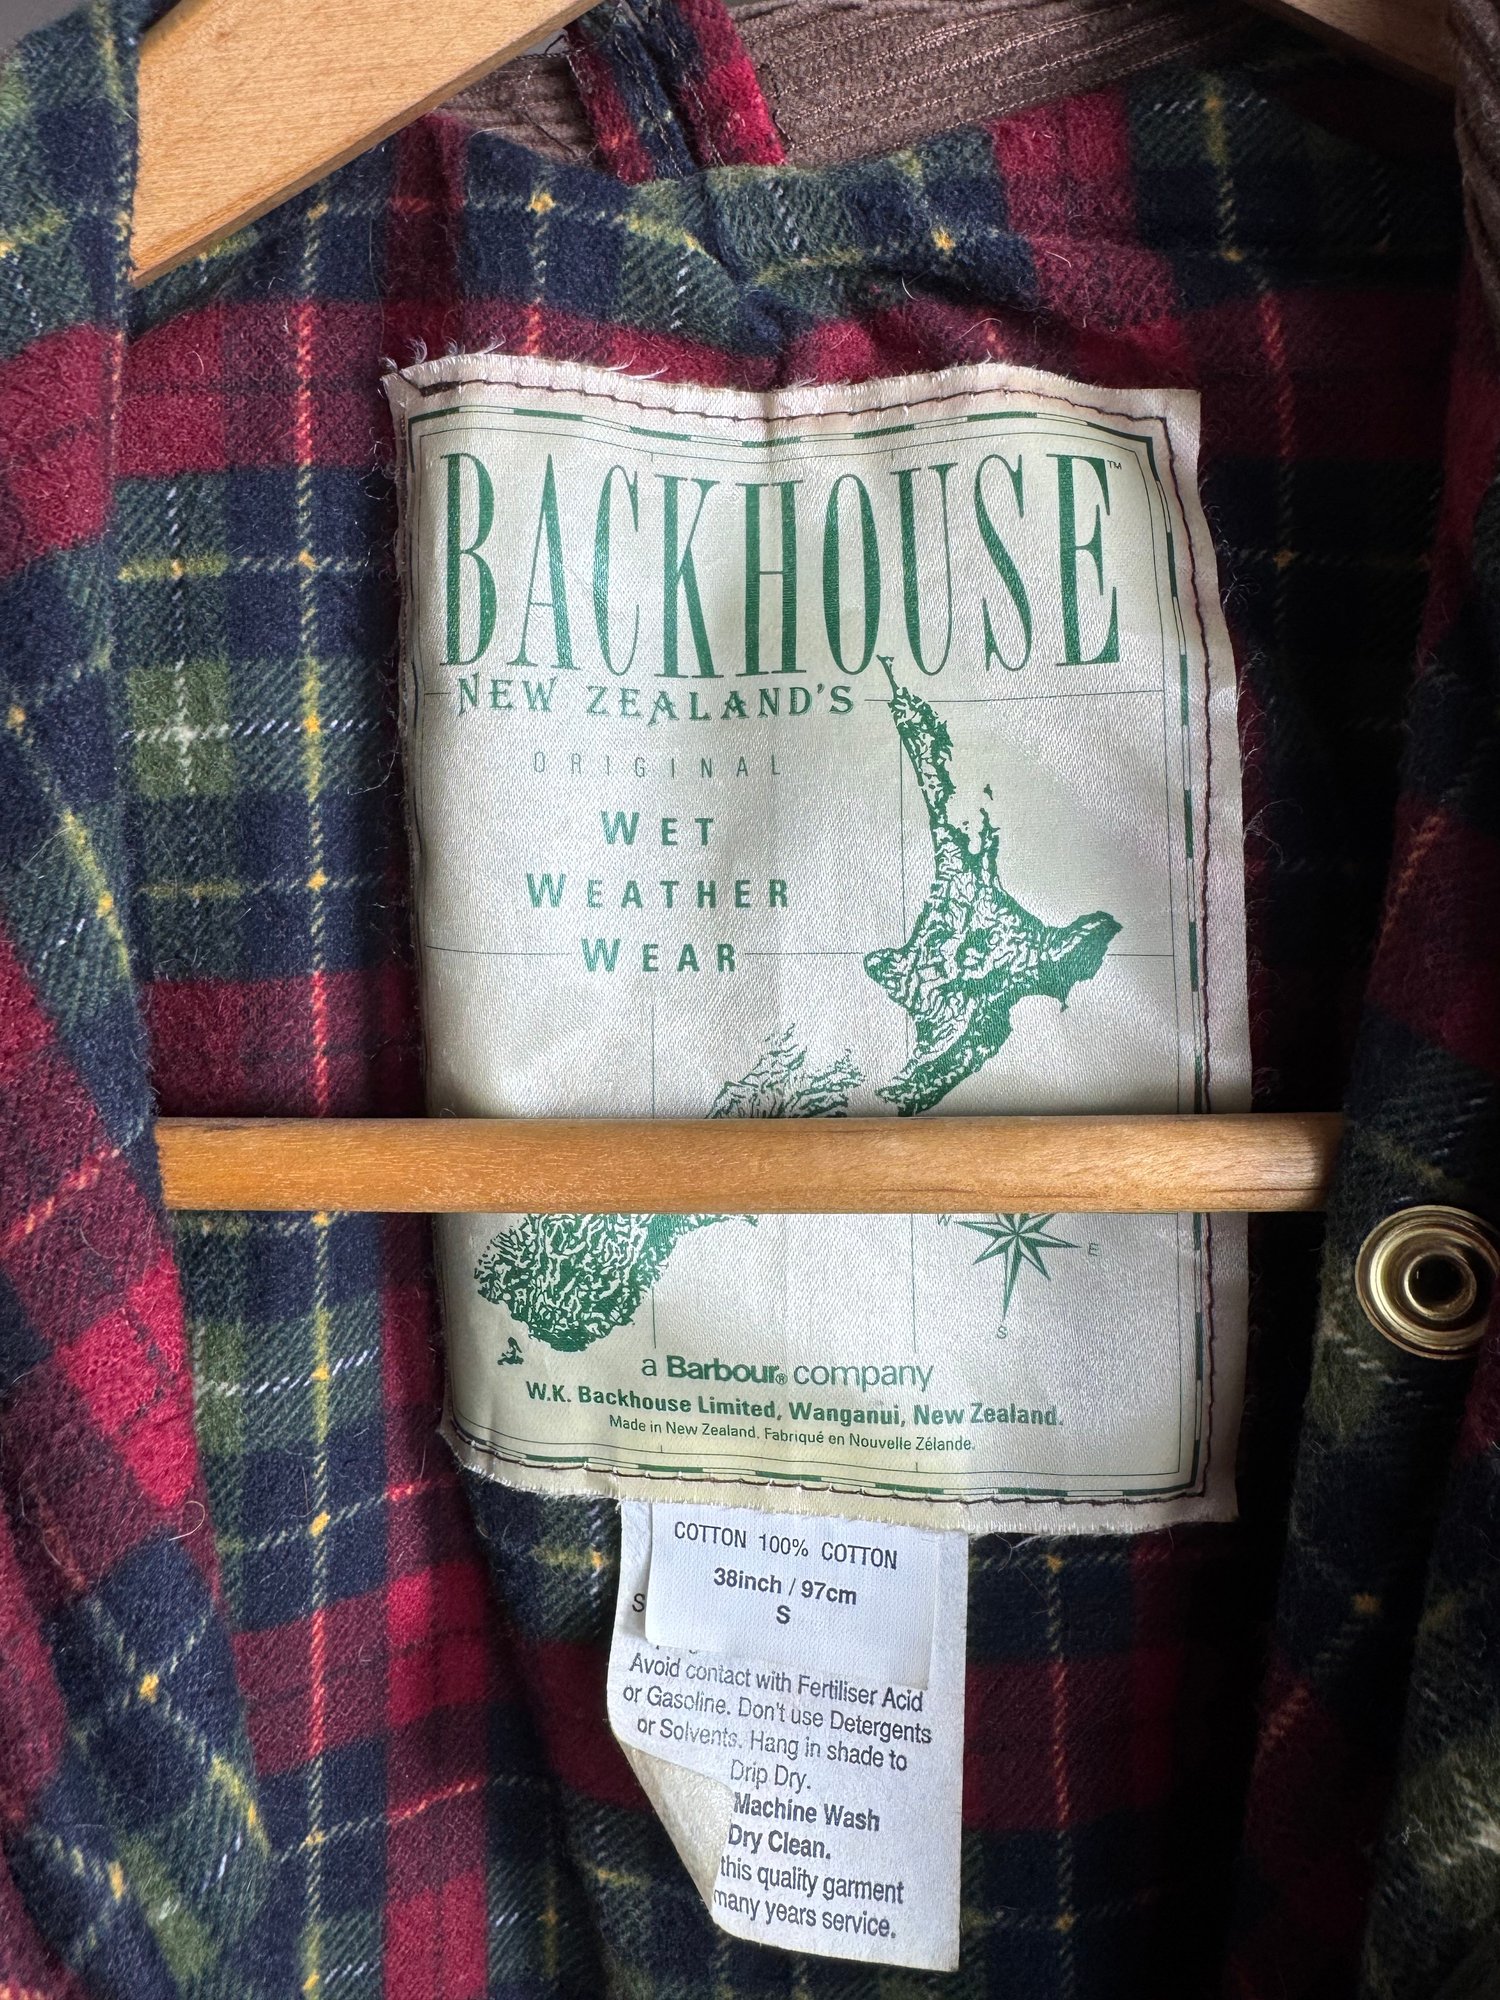 BACKHOUSE™
NEW ZEALAND'S
ORIGINAL
WET
WEATHER
WEAR
W
E
S
a Barbour® company
W.K. Backhouse Limited, Wanganui, New Zealand.
Made in New Zealand. Fabriqué en Nouvelle Zélande.
COTTON 100% COTTON
38inch / 97cm
S
S
Avoid contact with Fertiliser Acid
or Gasoline. Don't use Detergents
or Solvents. Hang in shade to
Drip Dry.
Machine Wash
Dry Clean.
this quality garment
many years service.